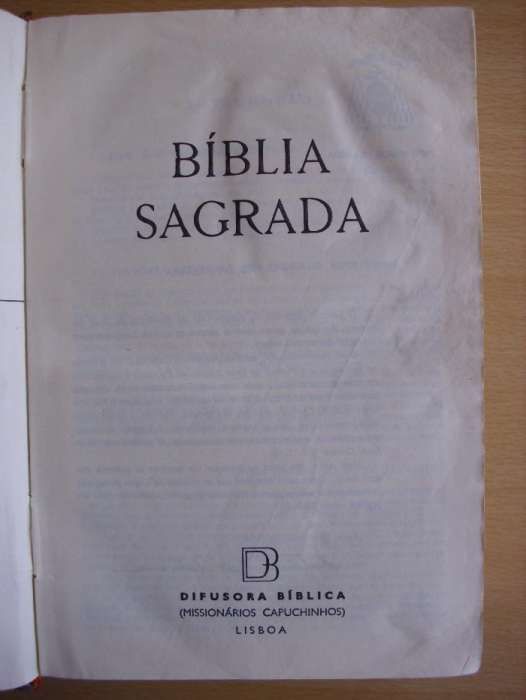 BÍBLIA
SAGRADA
DB
DIFUSORA BÍBLICA
(MISSIONÁRIOS CAPUCHINHOS)
LISBOA